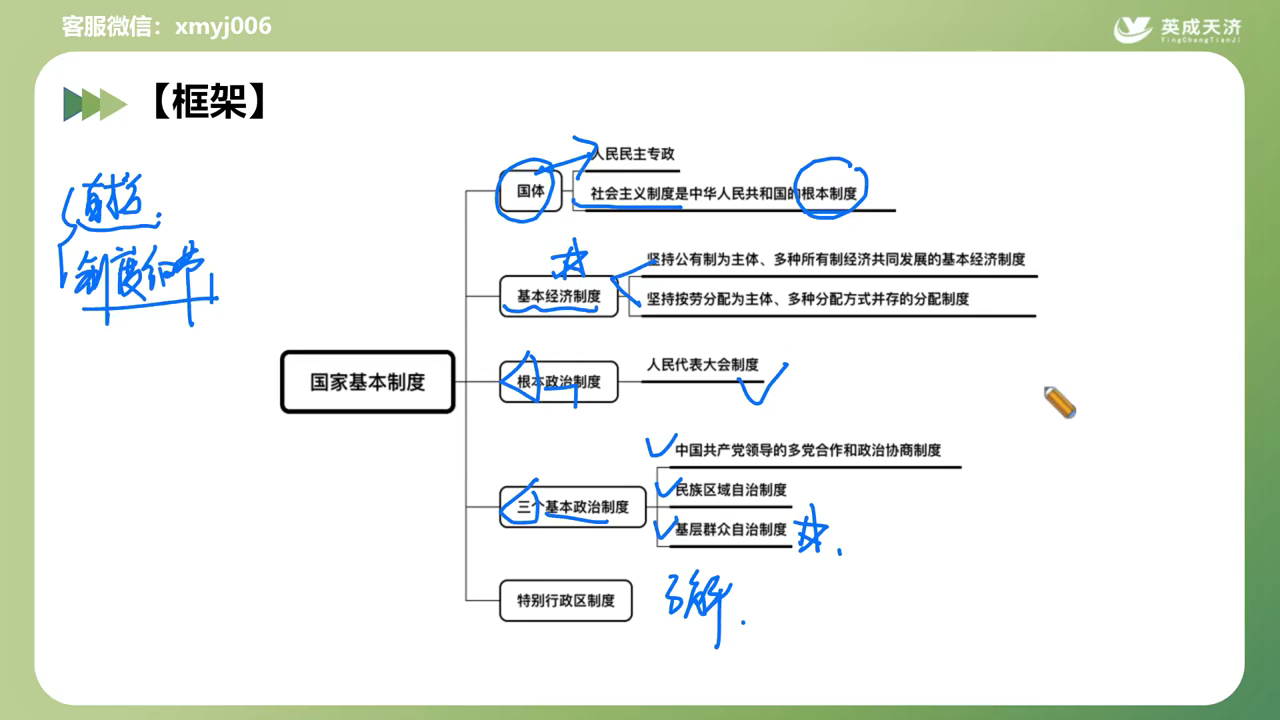 客服微信：xmyj006
英成天济
YingChengTianJi
【框架】
直接
制度细节
国家基本制度
国体
人民民主专政
社会主义制度是中华人民共和国的根本制度
基本经济制度
坚持公有制为主体、多种所有制经济共同发展的基本经济制度
坚持按劳分配为主体、多种分配方式并存的分配制度
根本政治制度
人民代表大会制度
三个基本政治制度
中国共产党领导的多党合作和政治协商制度
民族区域自治制度
基层群众自治制度
特别行政区制度
了解.